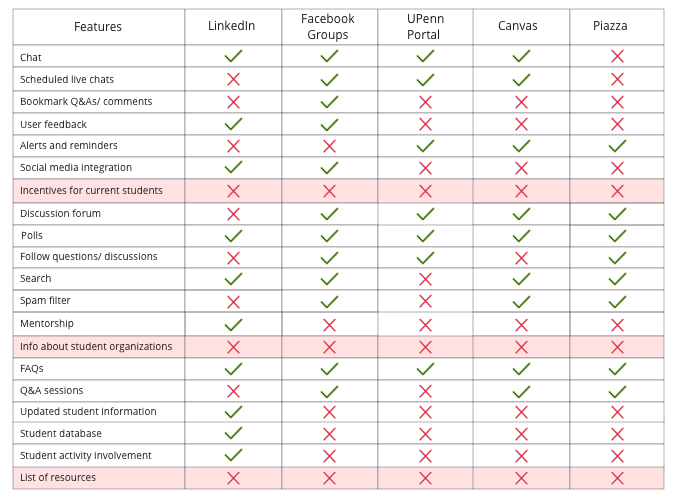 Features LinkedIn Facebook Groups UPenn Portal Canvas Piazza
Chat
Scheduled live chats
Bookmark Q&As/ comments
User feedback
Alerts and reminders
Social media integration
Incentives for current students
Discussion forum
Polls
Follow questions/ discussions
Search
Spam filter
Mentorship
Info about student organizations
FAQs
Q&A sessions
Updated student information
Student database
Student activity involvement
List of resources